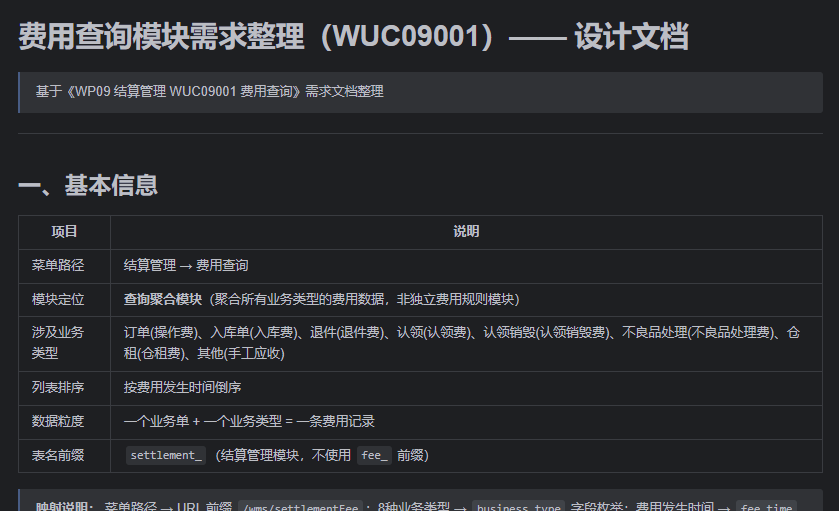 费用查询模块需求整理（WUC09001）—— 设计文档
基于《WP09 结算管理 WUC09001 费用查询》需求文档整理
一、基本信息
项目 说明
菜单路径 结算管理 → 费用查询
模块定位 查询聚合模块（聚合所有业务类型的费用数据，非独立费用规则模块）
涉及业务类型 订单(操作费)、入库单(入库费)、退件(退件费)、认领(认领费)、认领销毁(认领销毁费)、不良品处理(不良品处理费)、仓
租(仓租费)、其他(手工应收)
列表排序 按费用发生时间倒序
数据粒度 一个业务单 + 一个业务类型 = 一条费用记录
表名前缀 settlement_（结算管理模块，不使用 fee_ 前缀）
映射说明： 菜单路径 → URL 前缀 /wms/settlementFee；8种业务类型 → business_type 字段枚举；费用发生时间 → fee_time